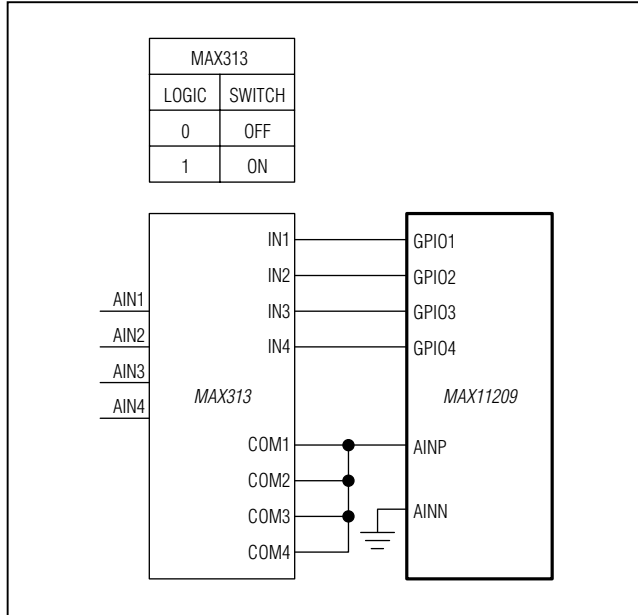 MAX313
LOGIC SWITCH
0 OFF
1 ON
IN1 GPIO1
IN2 GPIO2
AIN1 IN3 GPIO3
AIN2 IN4 GPIO4
AIN3
AIN4
MAX313 MAX11209
COM1 AINP
COM2
COM3 AINN
COM4